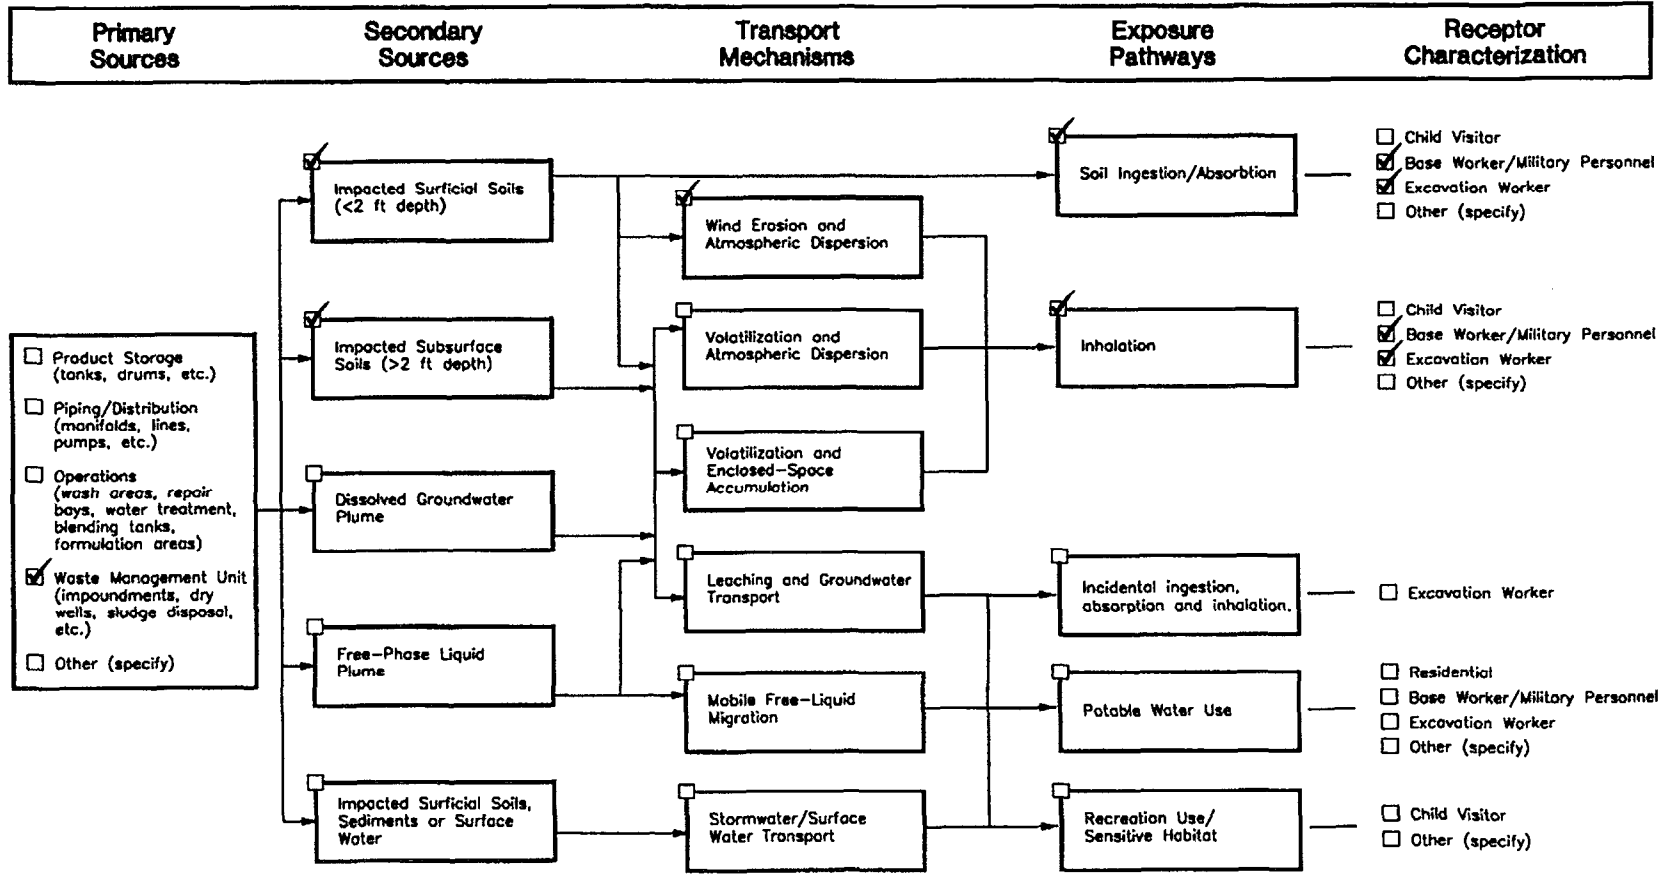 Primary
Sources
Secondary
Sources
Transport
Mechanisms
Exposure
Pathways
Receptor
Characterization
Product Storage
(tanks, drums, etc.)
Piping/Distribution
(manifolds, lines,
pumps, etc.)
Operations
(wash areas, repair
bays, water treatment,
blending tanks,
formulation areas)
Waste Management Unit
(impoundments, dry
wells, sludge disposal,
etc.)
Other (specify)
Impacted Surficial Soils
(<2 ft depth)
Impacted Subsurface
Soils (>2 ft depth)
Dissolved Groundwater
Plume
Free-Phase Liquid
Plume
Impacted Surficial Soils,
Sediments or Surface
Water
Wind Erosion and
Atmospheric Dispersion
Volatilization and
Atmospheric Dispersion
Volatilization and
Enclosed-Space
Accumulation
Leaching and Groundwater
Transport
Mobile Free-Liquid
Migration
Stormwater/Surface
Water Transport
Soil Ingestion/Absorbtion
Inhalation
Incidental ingestion,
absorption and inhalation.
Potable Water Use
Recreation Use/
Sensitive Habitat
Child Visitor
Base Worker/Military Personnel
Excavation Worker
Other (specify)
Child Visitor
Base Worker/Military Personnel
Excavation Worker
Other (specify)
Excavation Worker
Residential
Base Worker/Military Personnel
Excavation Worker
Other (specify)
Child Visitor
Other (specify)